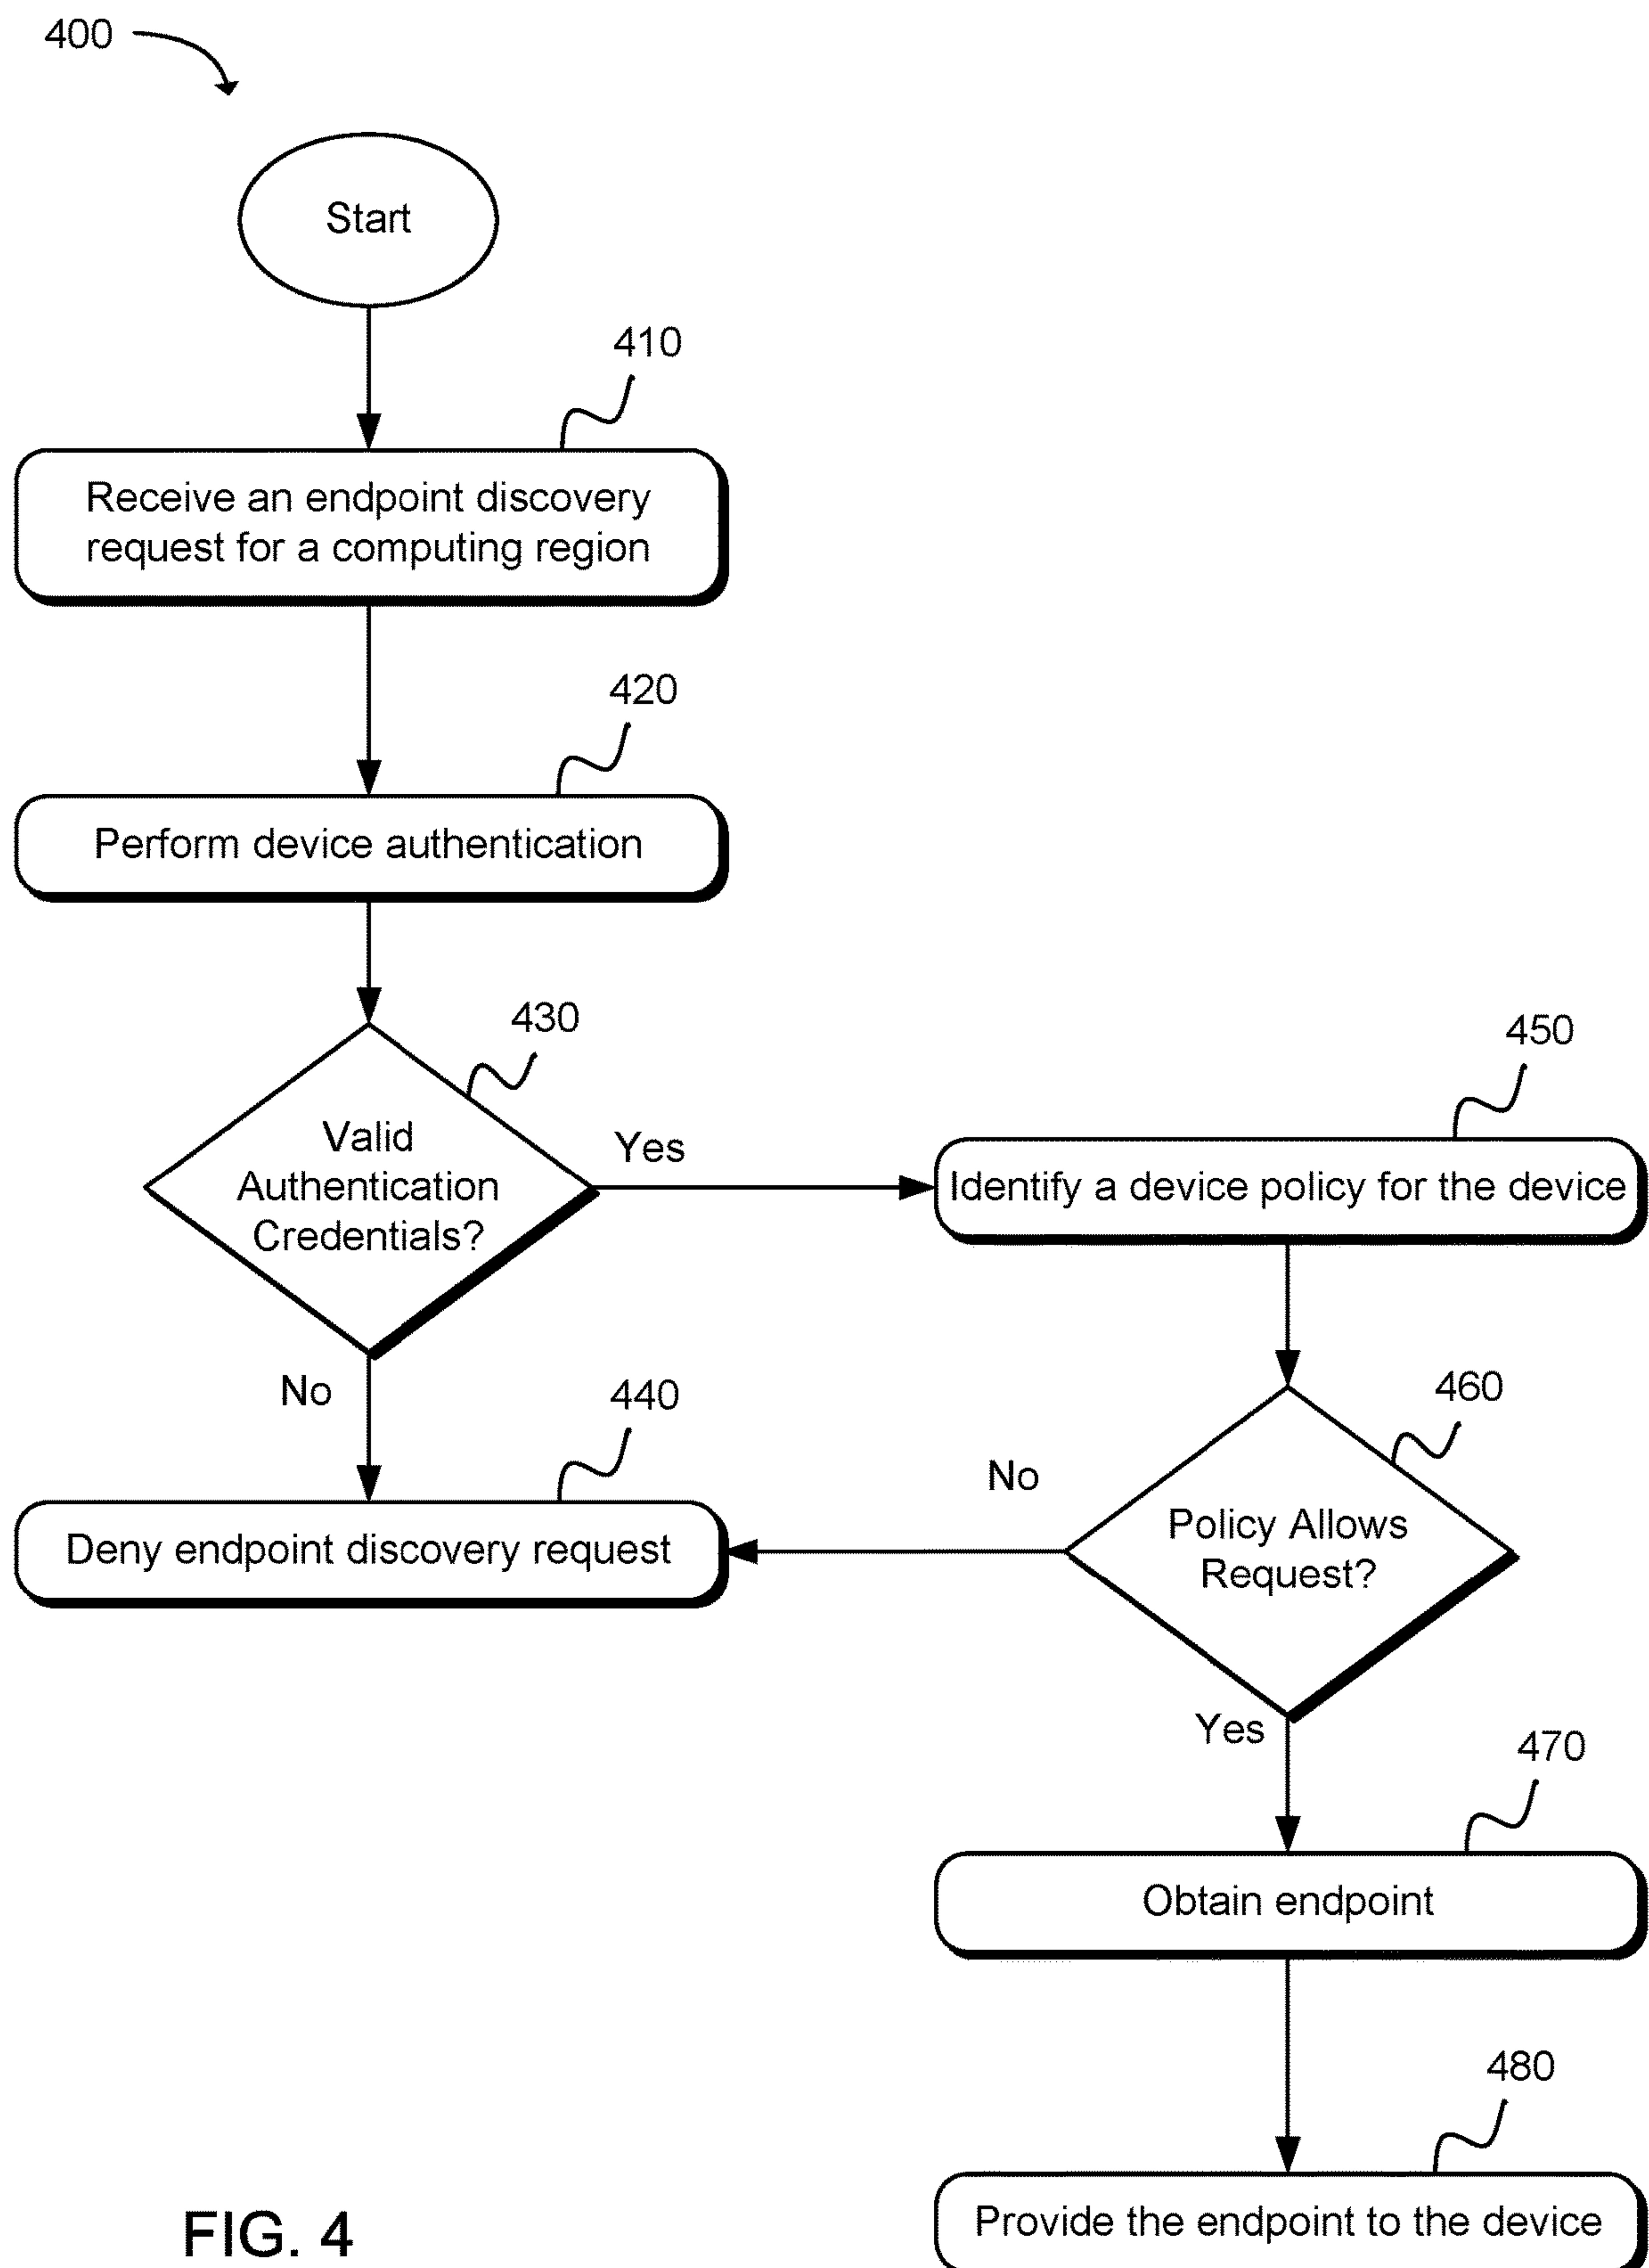 400
Start
410
Receive an endpoint discovery
request for a computing region
420
Perform device authentication
430
Valid
Authentication
Credentials?
Yes
No
440
Deny endpoint discovery request
450
Identify a device policy for the device
460
Policy Allows
Request?
No
Yes
470
Obtain endpoint
480
Provide the endpoint to the device
FIG. 4